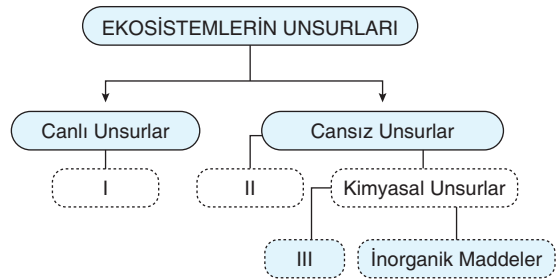 EKOSİSTEMLERİN UNSURLARI
Canlı Unsurlar
Cansız Unsurlar
I
II
Kimyasal Unsurlar
III
İnorganik Maddeler